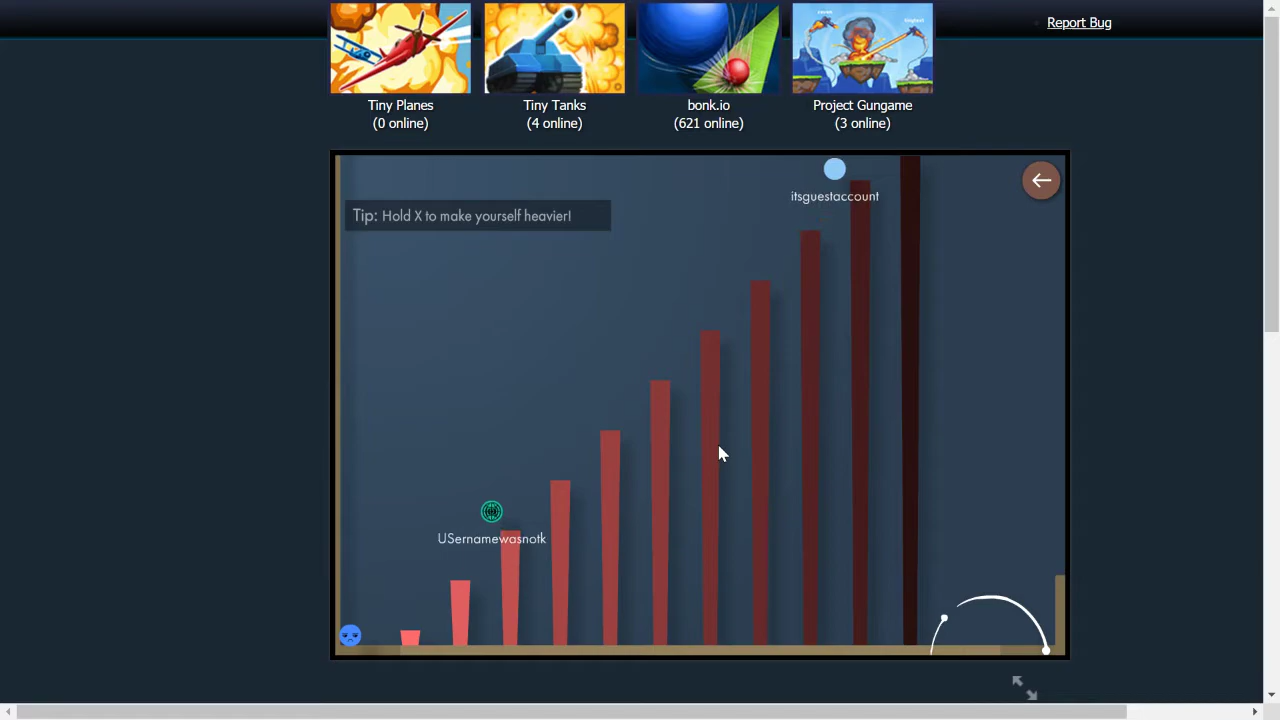 Report Bug
Tiny Planes
(0 online)
Tiny Tanks
(4 online)
bonk.io
(621 online)
Project Gungame
(3 online)
itsguestaccount
Tip: Hold X to make yourself heavier!
USernamewasnotk